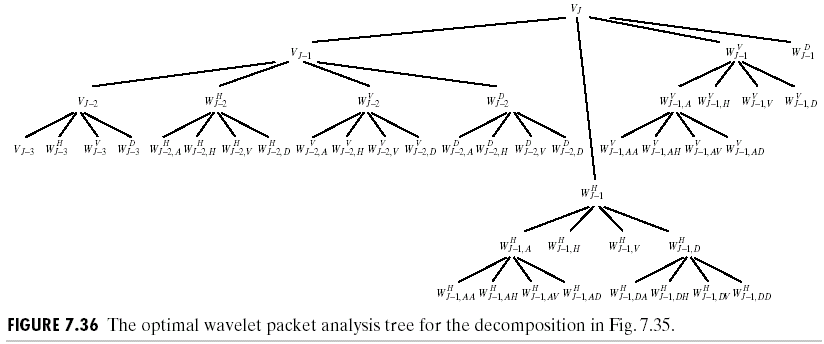 V_J
V_{J–1} W^V_{J–1} W^D_{J–1}
V_{J–2} W^H_{J–2} W^V_{J–2} W^D_{J–2} W^V_{J–1,A} W^V_{J–1,H} W^V_{J–1,V} W^V_{J–1,D}
V_{J–3} W^H_{J–3} W^V_{J–3} W^D_{J–3} W^H_{J–2,A} W^H_{J–2,H} W^H_{J–2,V} W^H_{J–2,D} W^V_{J–2,A} W^V_{J–2,H} W^V_{J–2,V} W^V_{J–2,D} W^D_{J–2,A} W^D_{J–2,H} W^D_{J–2,V} W^D_{J–2,D} W^V_{J–1,AA} W^V_{J–1,AH} W^V_{J–1,AV} W^V_{J–1,AD}
W^H_{J–1}
W^H_{J–1,A} W^H_{J–1,H} W^H_{J–1,V} W^H_{J–1,D}
W^H_{J–1,AA} W^H_{J–1,AH} W^H_{J–1,AV} W^H_{J–1,AD} W^H_{J–1,DA} W^H_{J–1,DH} W^H_{J–1,DV} W^H_{J–1,DD}
FIGURE 7.36 The optimal wavelet packet analysis tree for the decomposition in Fig. 7.35.